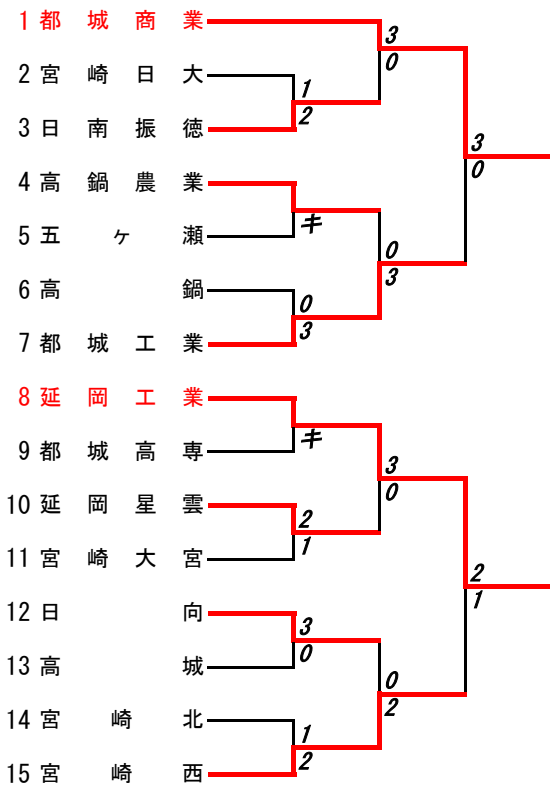 1 都城商業
3
0
2 宮崎日大
1
2
3 日南振徳
3
0
4 高鍋農業
キ
5 五ヶ瀬
0
3
6 高鍋
0
3
7 都城工業
8 延岡工業
キ
9 都城高専
3
0
10 延岡星雲
2
1
11 宮崎大宮
2
1
12 日向
3
0
13 高城
0
2
14 宮崎北
1
2
15 宮崎西